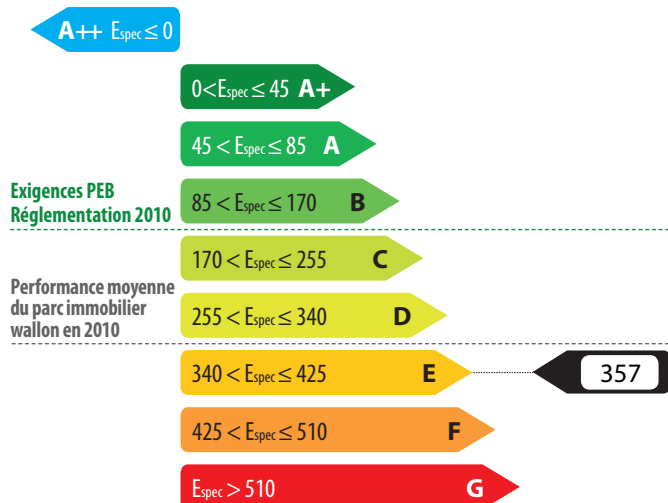 A++ Espec ≤ 0
0<Espec ≤ 45 A+
45 < Espec ≤ 85 A
Exigences PEB
Réglementation 2010
85 < Espec ≤ 170 B
170 < Espec ≤ 255 C
Performance moyenne
du parc immobilier
wallon en 2010
255 < Espec ≤ 340 D
340 < Espec ≤ 425 E
357
425 < Espec ≤ 510 F
Espec > 510 G